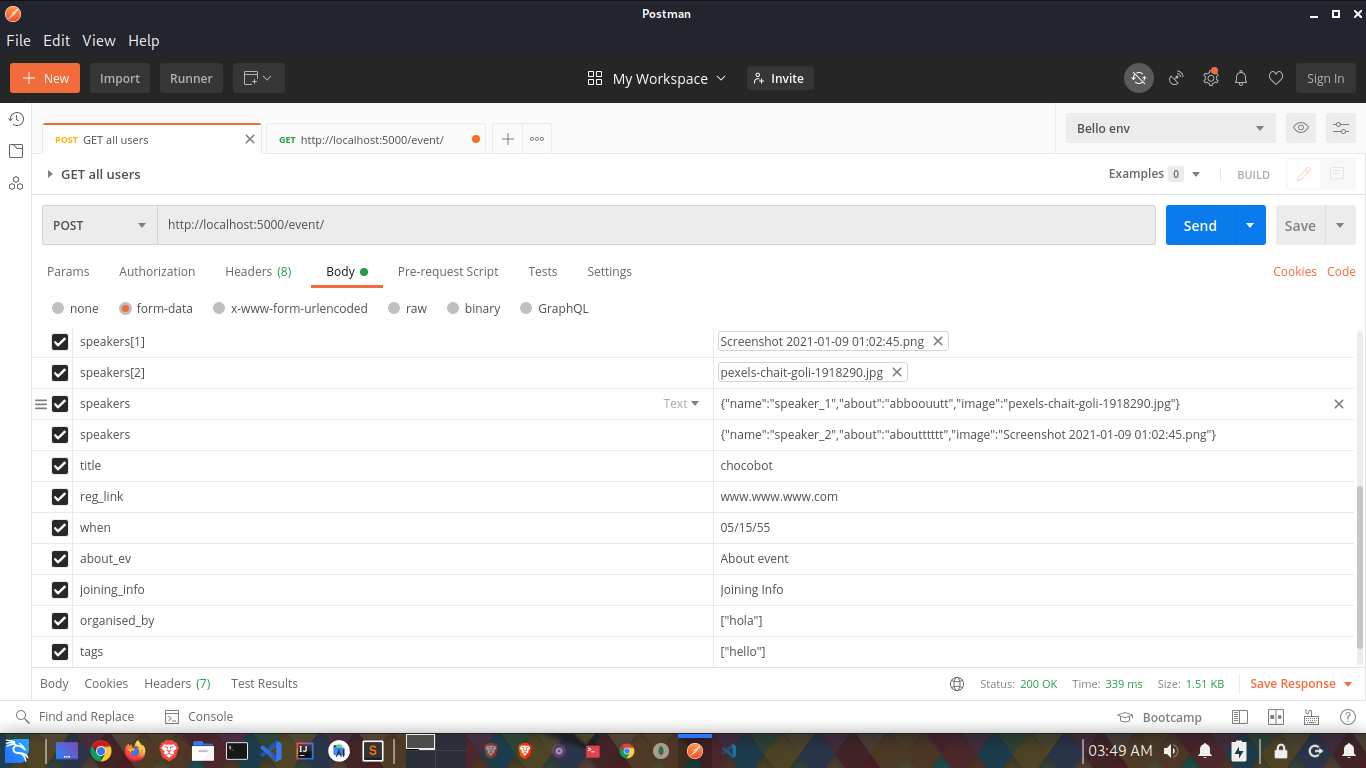 Postman
File Edit View Help
New Import Runner My Workspace Invite Sign In
POST GET all users GET http://localhost:5000/event/ Bello env
GET all users Examples 0 BUILD
POST http://localhost:5000/event/ Send Save
Params Authorization Headers (8) Body Pre-request Script Tests Settings Cookies Code
none form-data x-www-form-urlencoded raw binary GraphQL
speakers[1] Screenshot 2021-01-09 01:02:45.png
speakers[2] pexels-chait-goli-1918290.jpg
speakers Text {"name":"speaker_1","about":"abboouutt","image":"pexels-chait-goli-1918290.jpg"}
speakers {"name":"speaker_2","about":"aboutttttt","image":"Screenshot 2021-01-09 01:02:45.png"}
title chocobot
reg_link www.www.www.com
when 05/15/55
about_ev About event
joining_info Joining Info
organised_by ["hola"]
tags ["hello"]
Body Cookies Headers (7) Test Results Status: 200 OK Time: 339 ms Size: 1.51 KB Save Response
Find and Replace Console Bootcamp
03:49 AM